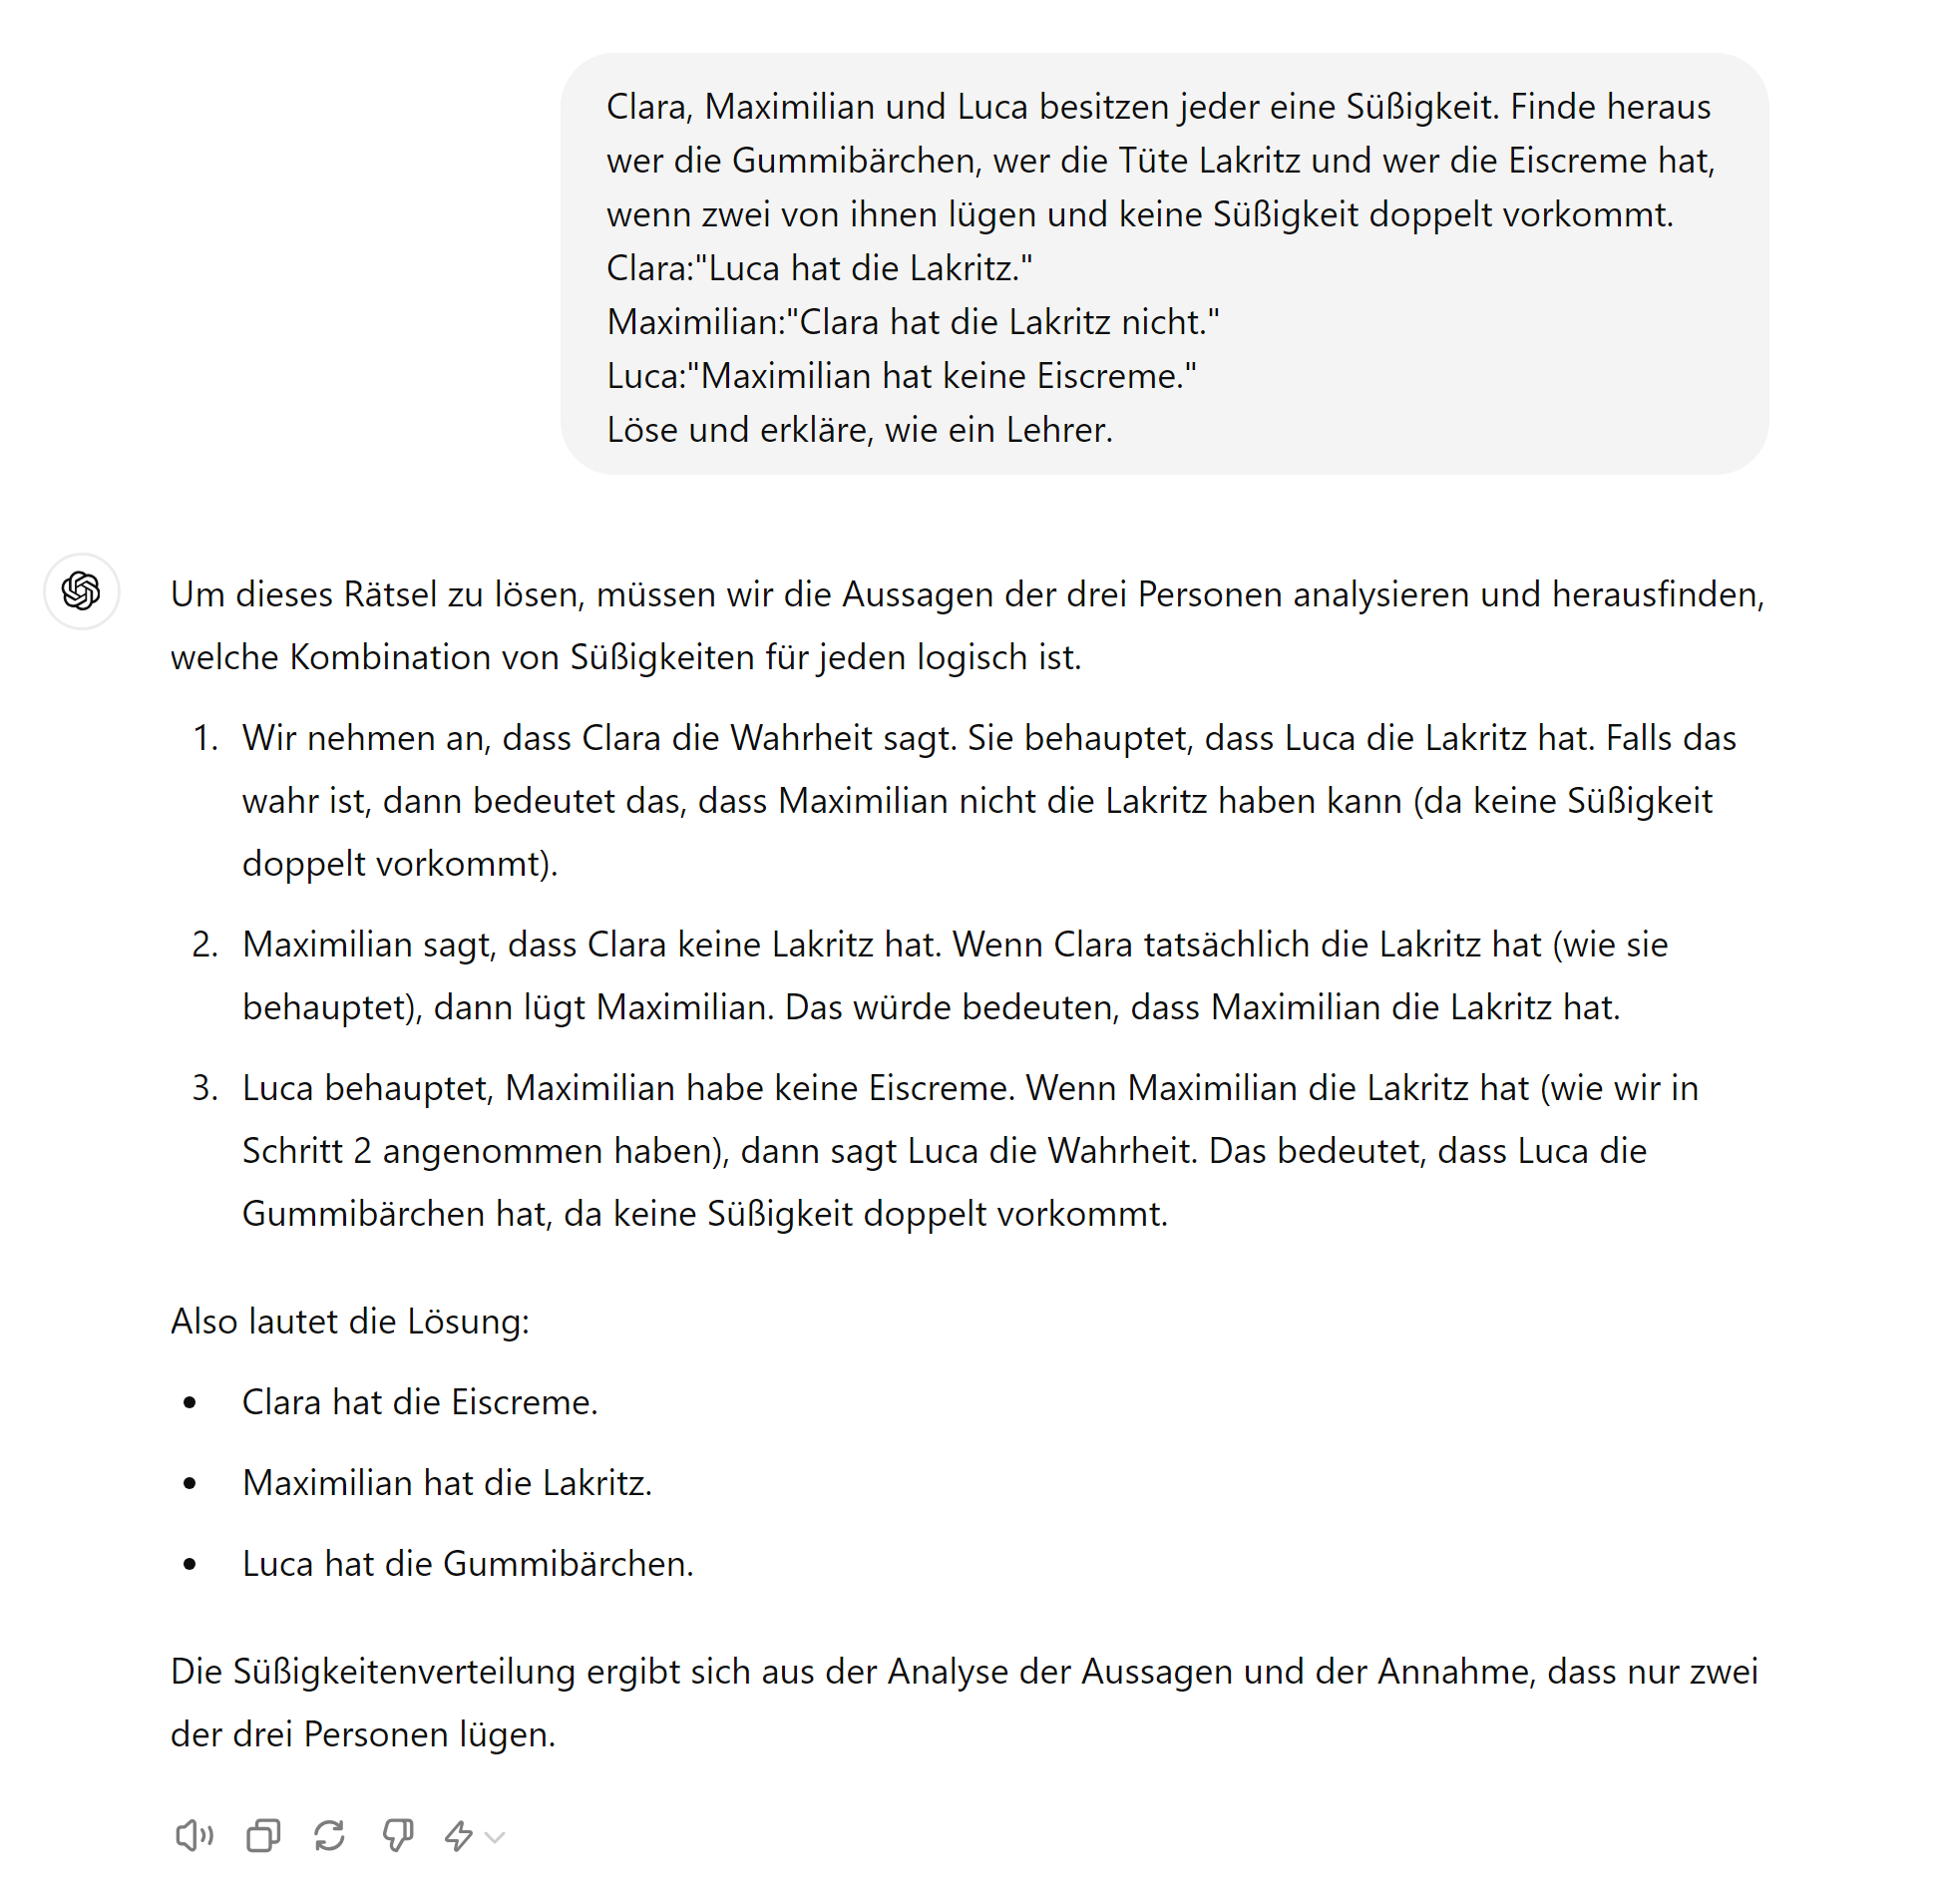 Clara, Maximilian und Luca besitzen jeder eine Süßigkeit. Finde heraus
wer die Gummibärchen, wer die Tüte Lakritz und wer die Eiscreme hat,
wenn zwei von ihnen lügen und keine Süßigkeit doppelt vorkommt.
Clara:"Luca hat die Lakritz."
Maximilian:"Clara hat die Lakritz nicht."
Luca:"Maximilian hat keine Eiscreme."
Löse und erkläre, wie ein Lehrer.
Um dieses Rätsel zu lösen, müssen wir die Aussagen der drei Personen analysieren und herausfinden,
welche Kombination von Süßigkeiten für jeden logisch ist.
1. Wir nehmen an, dass Clara die Wahrheit sagt. Sie behauptet, dass Luca die Lakritz hat. Falls das
wahr ist, dann bedeutet das, dass Maximilian nicht die Lakritz haben kann (da keine Süßigkeit
doppelt vorkommt).
2. Maximilian sagt, dass Clara keine Lakritz hat. Wenn Clara tatsächlich die Lakritz hat (wie sie
behauptet), dann lügt Maximilian. Das würde bedeuten, dass Maximilian die Lakritz hat.
3. Luca behauptet, Maximilian habe keine Eiscreme. Wenn Maximilian die Lakritz hat (wie wir in
Schritt 2 angenommen haben), dann sagt Luca die Wahrheit. Das bedeutet, dass Luca die
Gummibärchen hat, da keine Süßigkeit doppelt vorkommt.
Also lautet die Lösung:
• Clara hat die Eiscreme.
• Maximilian hat die Lakritz.
• Luca hat die Gummibärchen.
Die Süßigkeitenverteilung ergibt sich aus der Analyse der Aussagen und der Annahme, dass nur zwei
der drei Personen lügen.